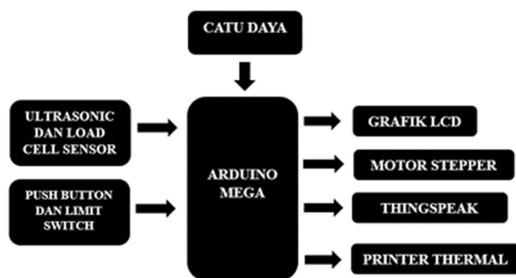 CATU DAYA
ULTRASONIC
DAN LOAD
CELL SENSOR
PUSH BUTTON
DAN LIMIT
SWITCH
ARDUINO
MEGA
GRAFIK LCD
MOTOR STEPPER
THINGSPEAK
PRINTER THERMAL